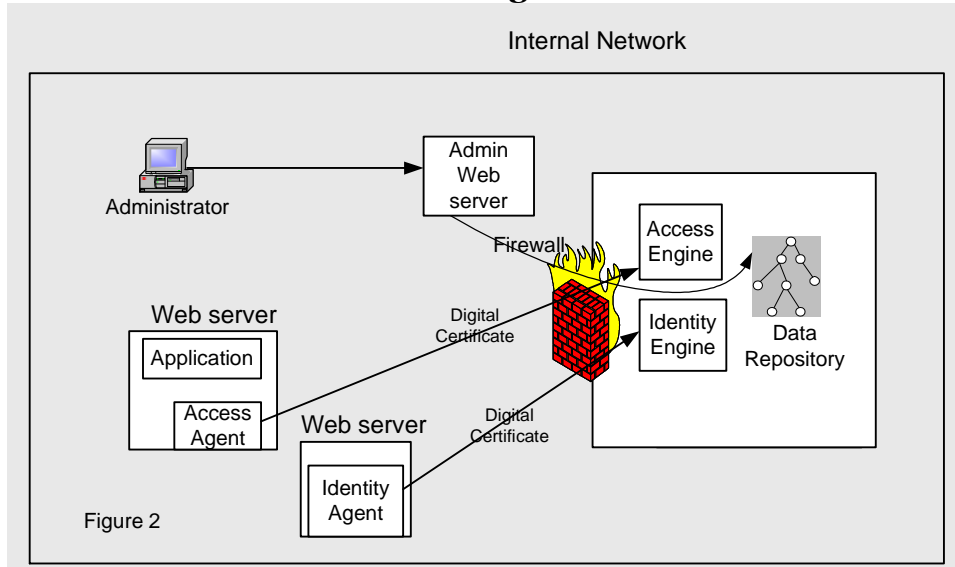 Internal Network
Admin
Web
server
Administrator
Firewall
Access
Engine
Web server
Application
Access
Agent
Digital
Certificate
Identity
Engine
Data
Repository
Web server
Identity
Agent
Digital
Certificate
Figure 2